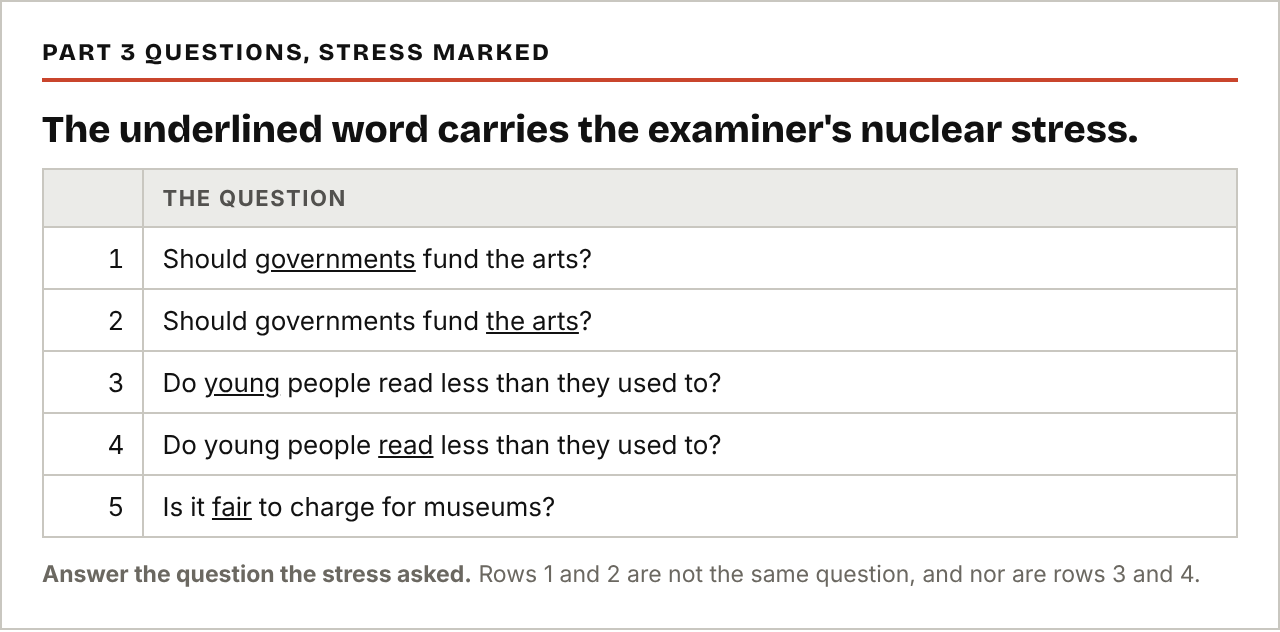 PART 3 QUESTIONS, STRESS MARKED
The underlined word carries the examiner's nuclear stress.
THE QUESTION
1 Should governments fund the arts?
2 Should governments fund the arts?
3 Do young people read less than they used to?
4 Do young people read less than they used to?
5 Is it fair to charge for museums?
Answer the question the stress asked. Rows 1 and 2 are not the same question, and nor are rows 3 and 4.